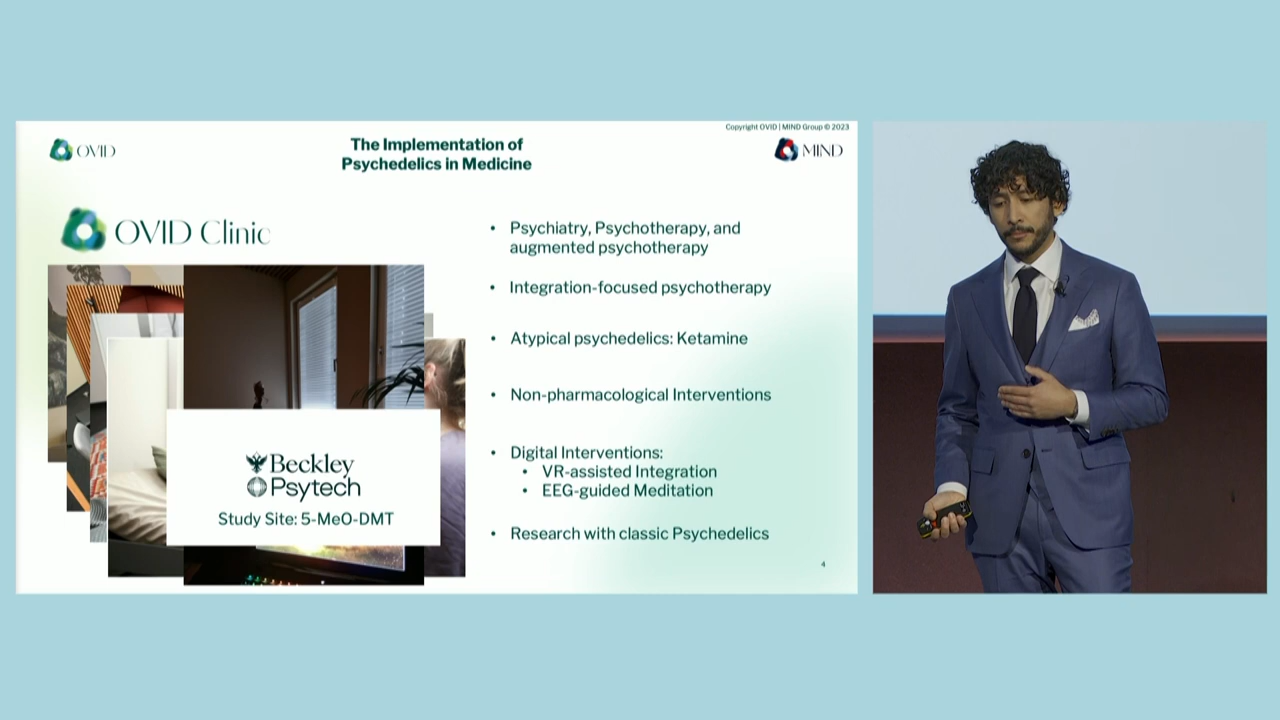 Copyright OVID | MIND Group © 2023
OVID
The Implementation of
Psychedelics in Medicine
MIND
OVID Clinic
• Psychiatry, Psychotherapy, and
augmented psychotherapy
• Integration-focused psychotherapy
• Atypical psychedelics: Ketamine
• Non-pharmacological Interventions
• Digital Interventions:
• VR-assisted Integration
• EEG-guided Meditation
• Research with classic Psychedelics
Beckley
Psytech
Study Site: 5-MeO-DMT
4